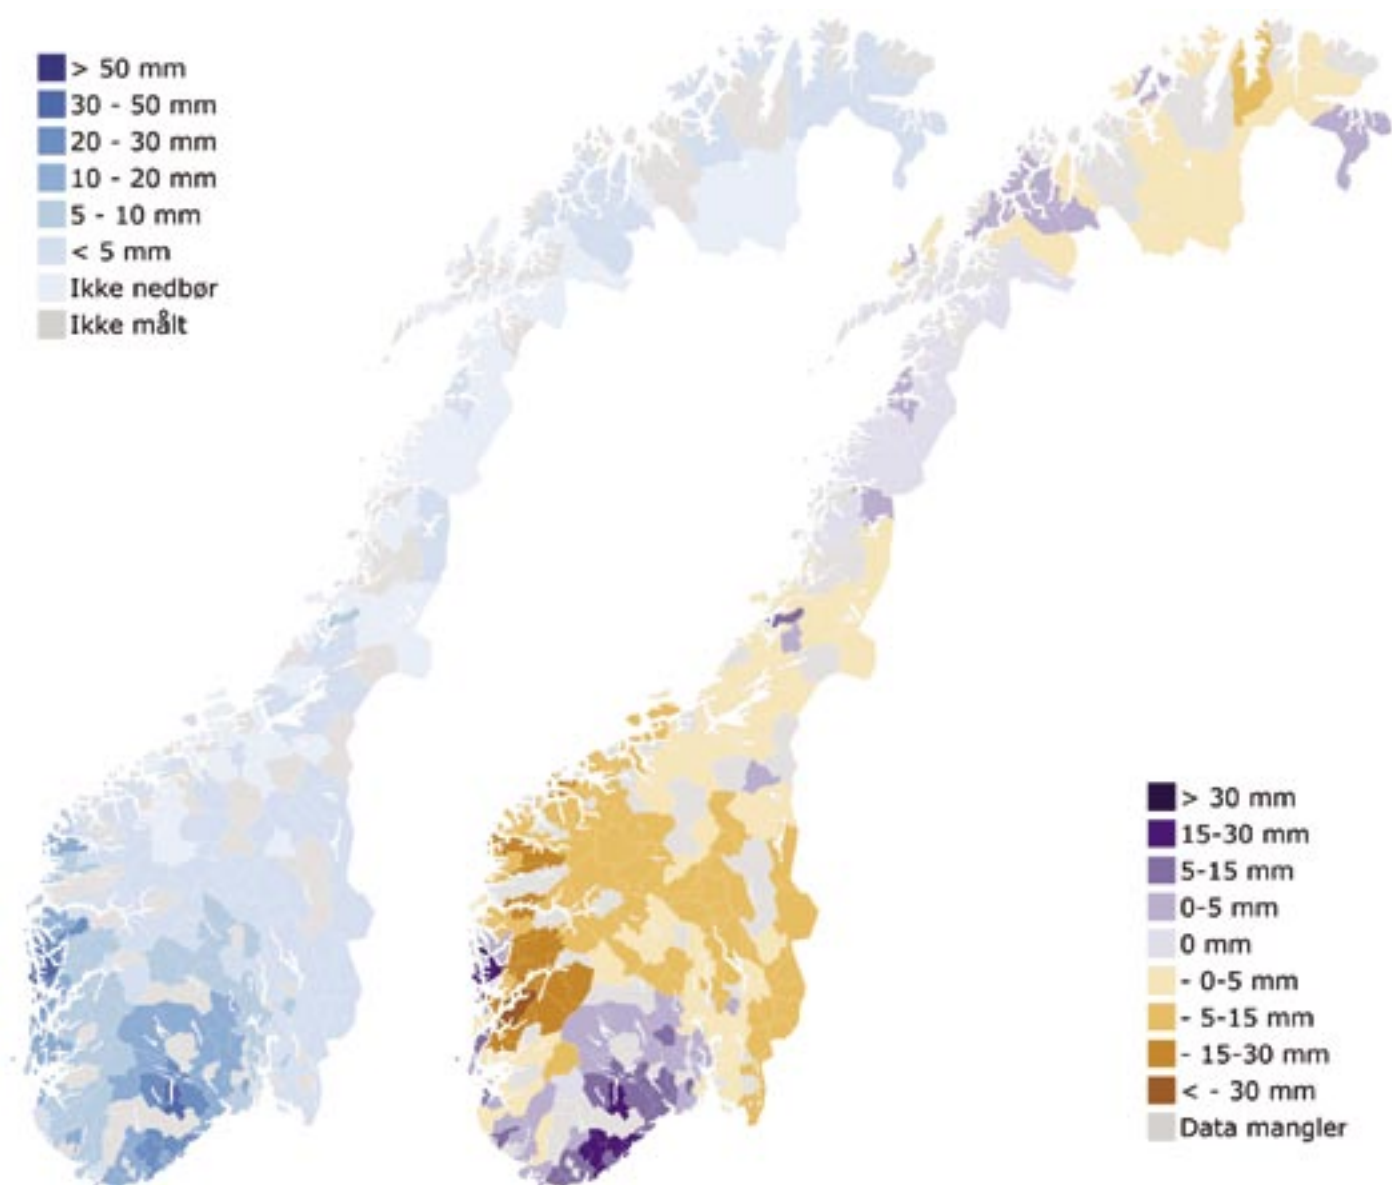 > 50 mm
30 - 50 mm
20 - 30 mm
10 - 20 mm
5 - 10 mm
< 5 mm
Ikke nedbør
Ikke målt
> 30 mm
15-30 mm
5-15 mm
0-5 mm
0 mm
- 0-5 mm
- 5-15 mm
- 15-30 mm
< - 30 mm
Data mangler